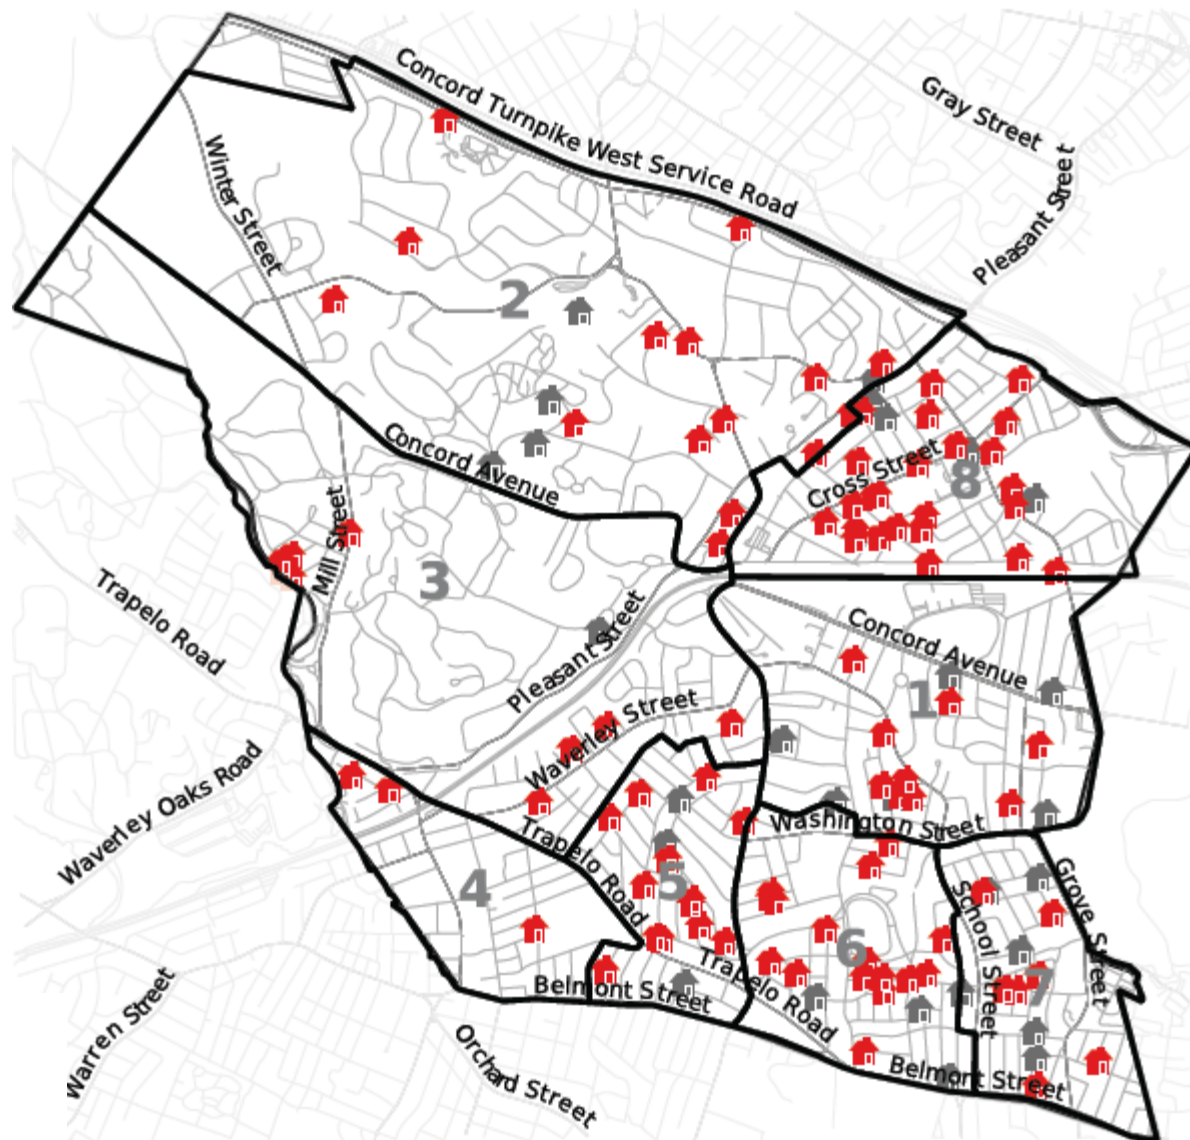 Concord Turnpike West Service Road
Gray Street
Pleasant Street
Winter Street
2
Concord Avenue
Cross Street
8
Mill Street
3
Trapelo Road
Pleasant Street
Concord Avenue
1
Waverley Street
Waverley Oaks Road
Washington Street
Trapelo Road
4
5
School Street
Grove Street
6
Trapelo Road
7
Belmont Street
Warren Street
Orchard Street
Belmont Street